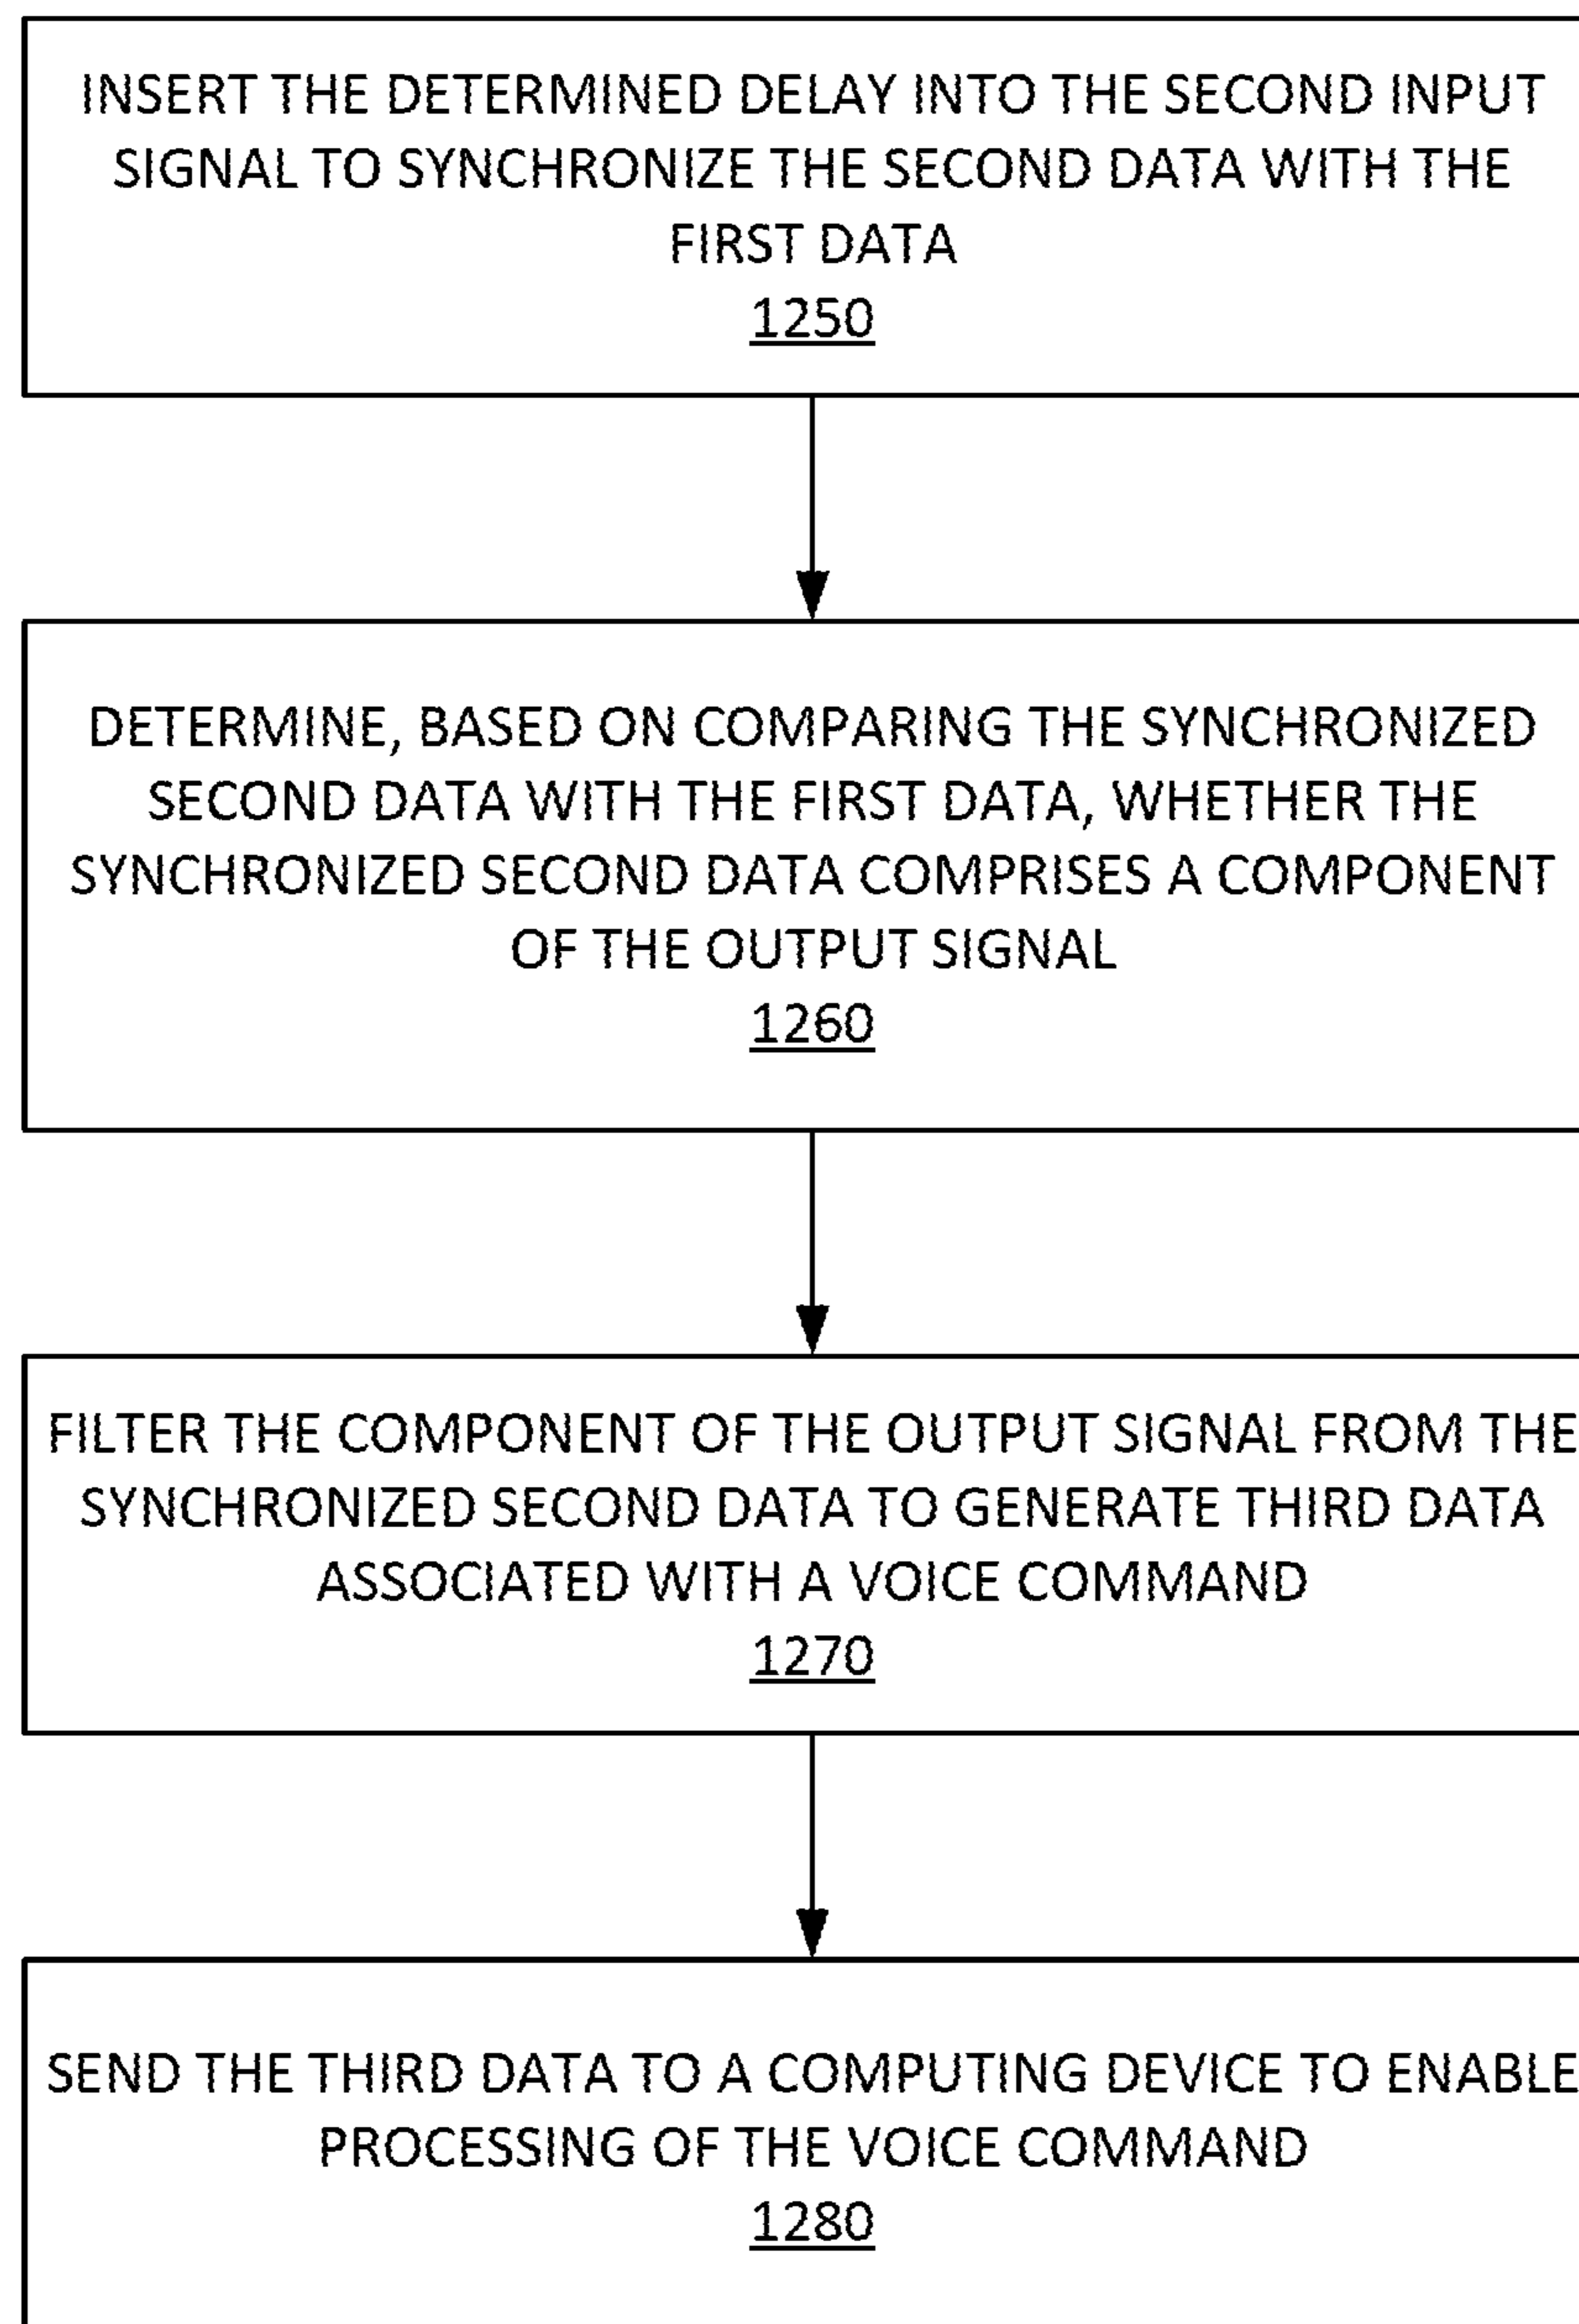 INSERT THE DETERMINED DELAY INTO THE SECOND INPUT
SIGNAL TO SYNCHRONIZE THE SECOND DATA WITH THE
FIRST DATA
1250
DETERMINE, BASED ON COMPARING THE SYNCHRONIZED
SECOND DATA WITH THE FIRST DATA, WHETHER THE
SYNCHRONIZED SECOND DATA COMPRISES A COMPONENT
OF THE OUTPUT SIGNAL
1260
FILTER THE COMPONENT OF THE OUTPUT SIGNAL FROM THE
SYNCHRONIZED SECOND DATA TO GENERATE THIRD DATA
ASSOCIATED WITH A VOICE COMMAND
1270
SEND THE THIRD DATA TO A COMPUTING DEVICE TO ENABLE
PROCESSING OF THE VOICE COMMAND
1280